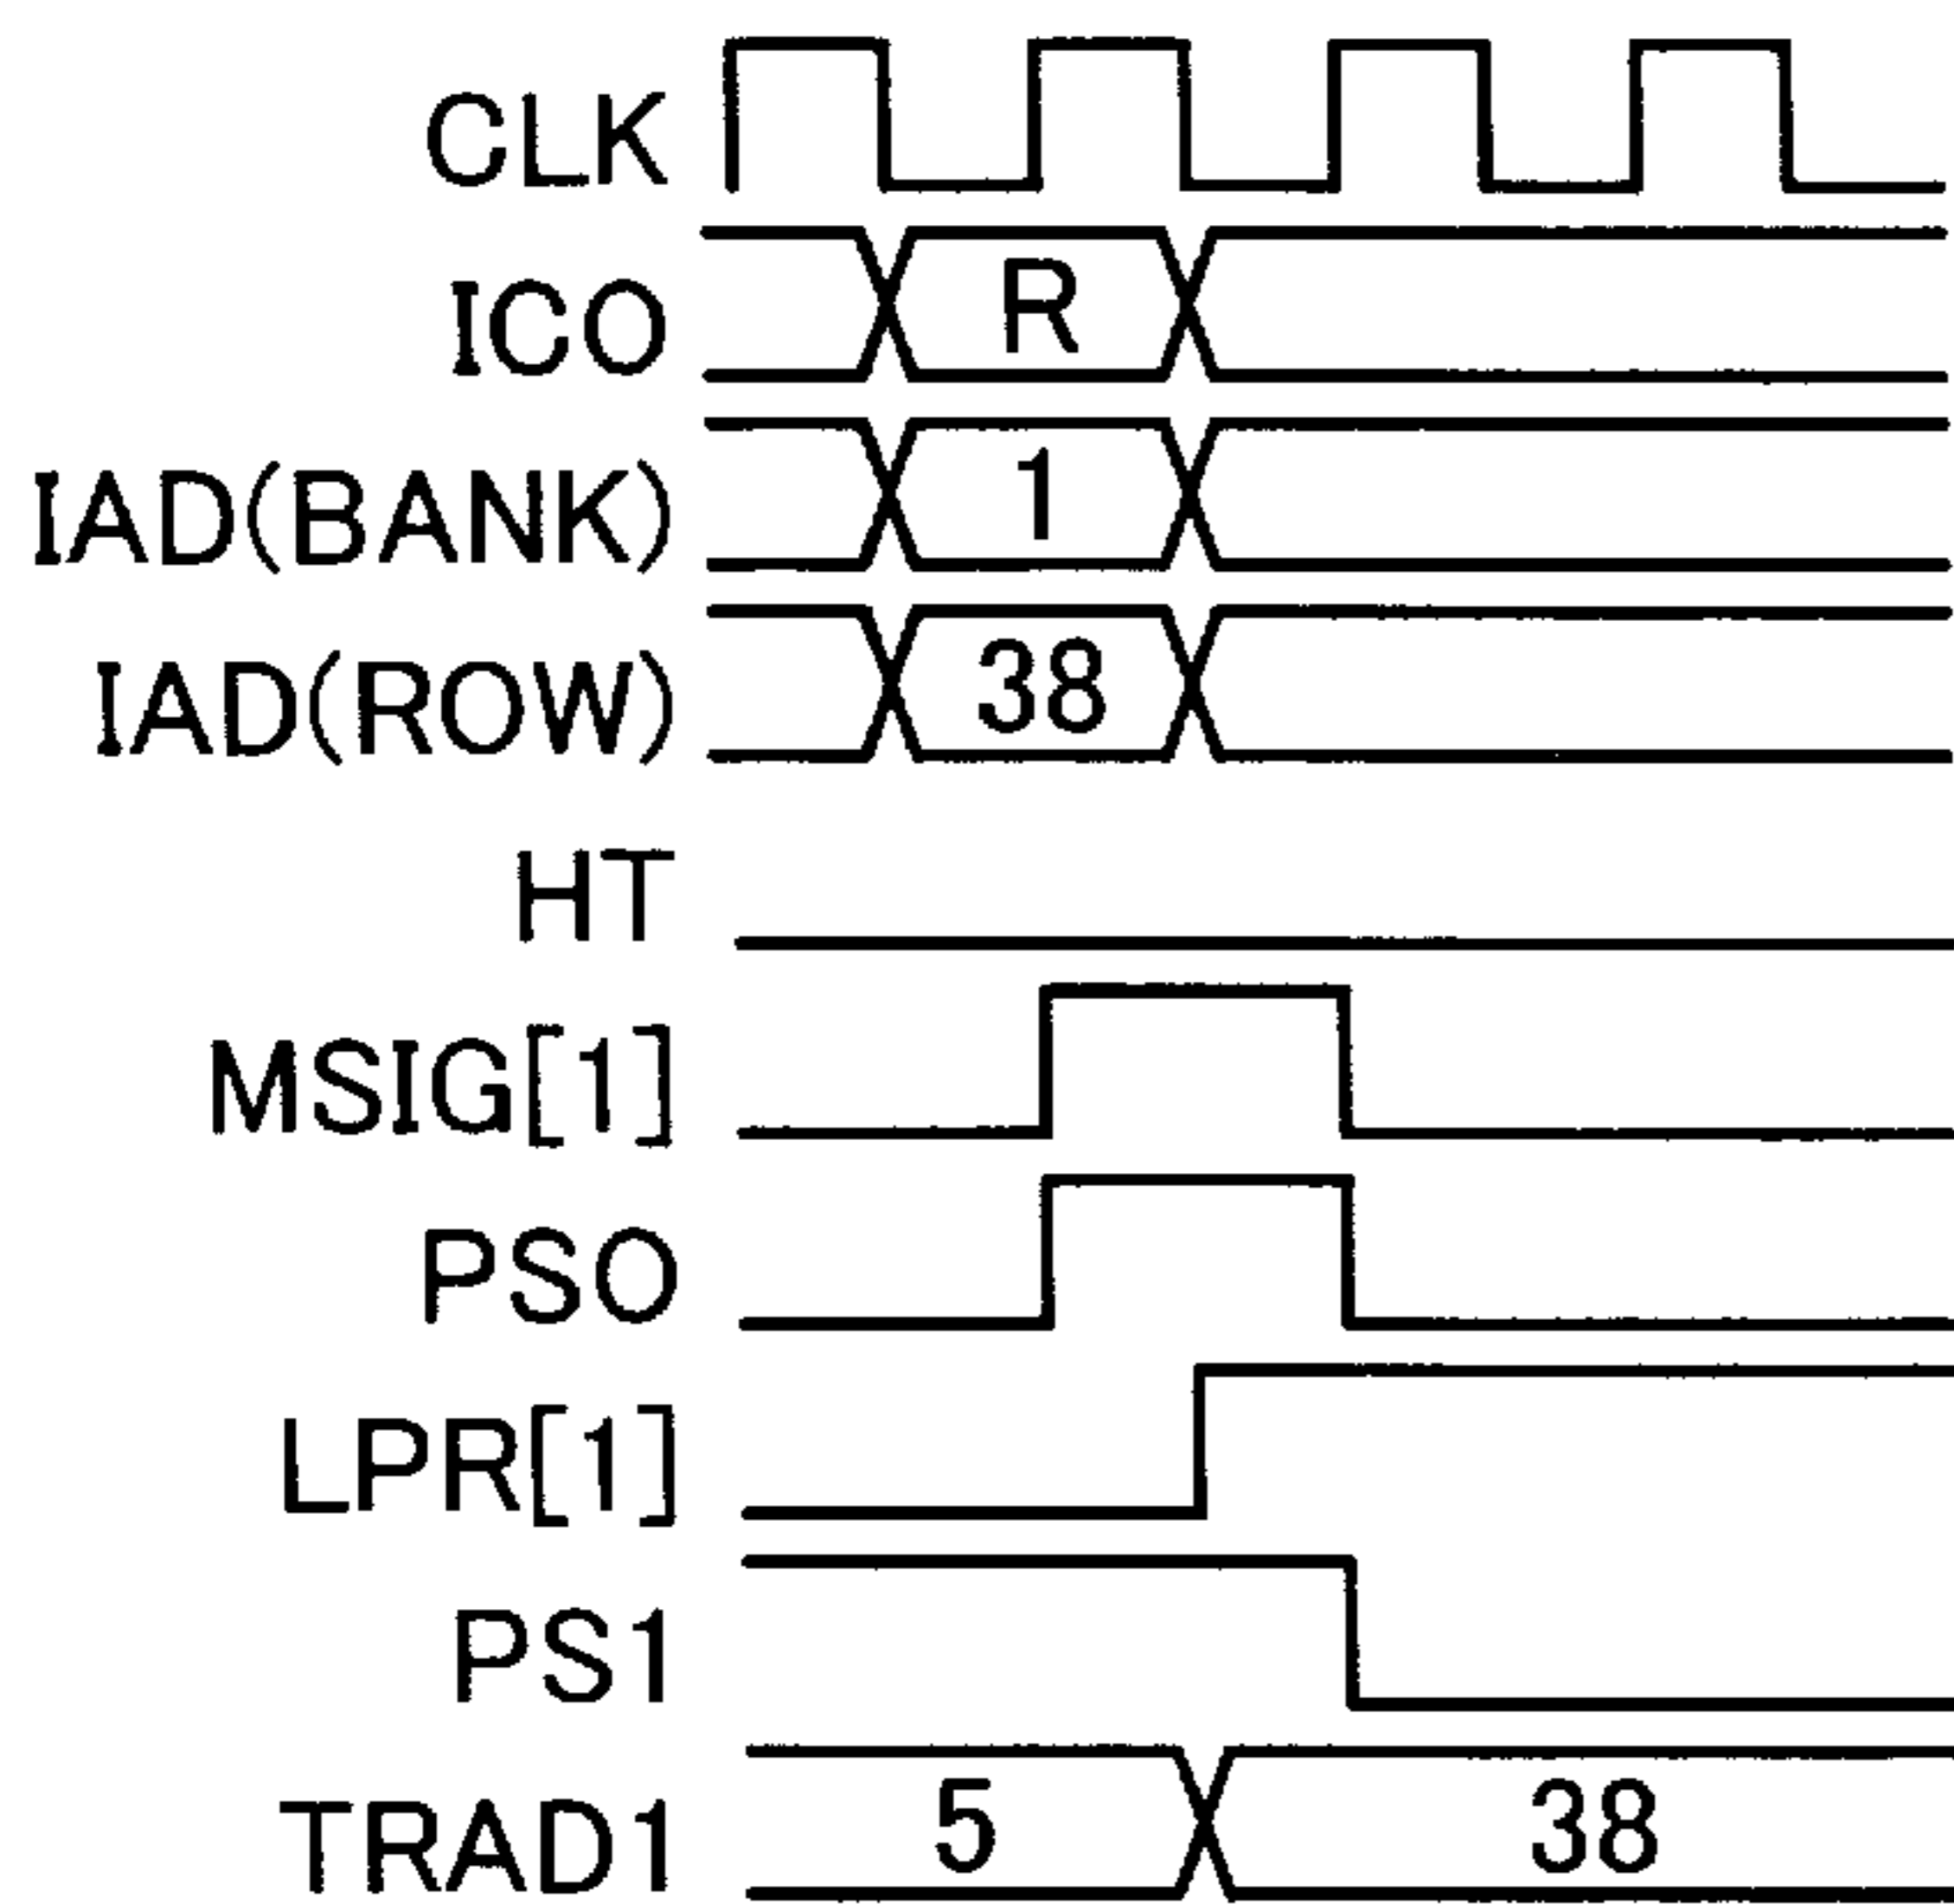 CLK
ICO R
IAD(BANK) 1
IAD(ROW) 38
HT
MSIG[1]
PSO
LPR[1]
PS1
TRAD1 5 38